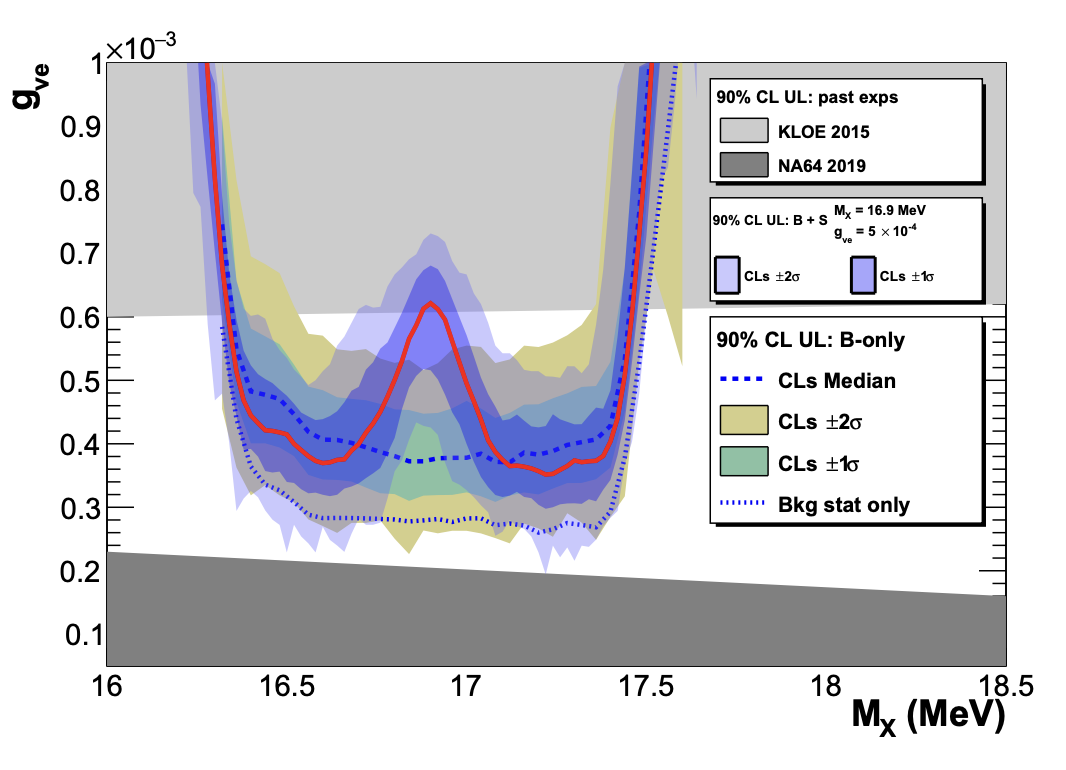 1×10⁻³
g_ve
0.9
0.8
0.7
0.6
0.5
0.4
0.3
0.2
0.1
16
16.5
17
17.5
18
18.5
M_X (MeV)
90% CL UL: past exps
KLOE 2015
NA64 2019
90% CL UL: B + S
M_X = 16.9 MeV
g_ve = 5 × 10⁻⁴
CLs ±2σ
CLs ±1σ
90% CL UL: B-only
CLs Median
CLs ±2σ
CLs ±1σ
Bkg stat only